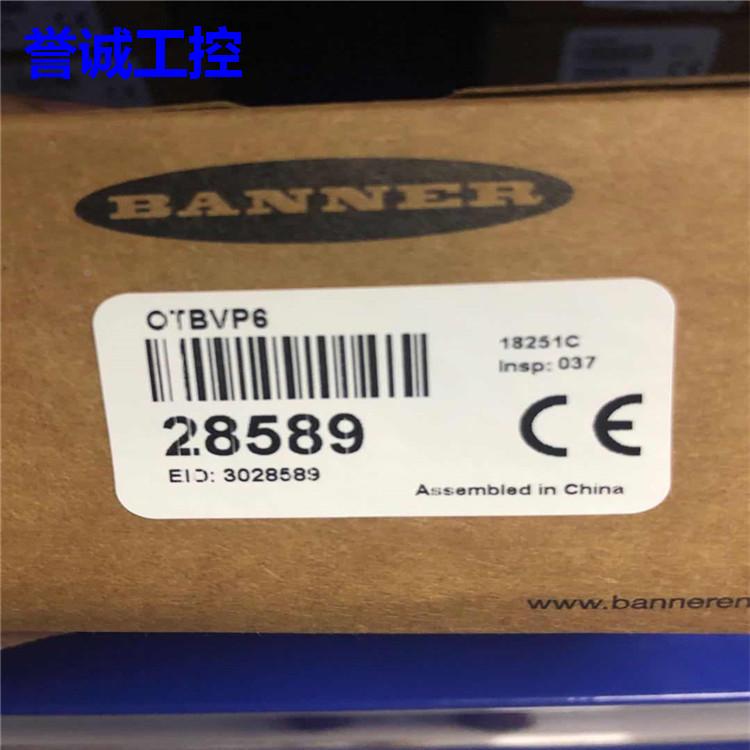 誉诚工控
BANNER
OTBVP6
18251C
Insp: 037
28589
EID: 3028589
Assembled in China
www.banneren